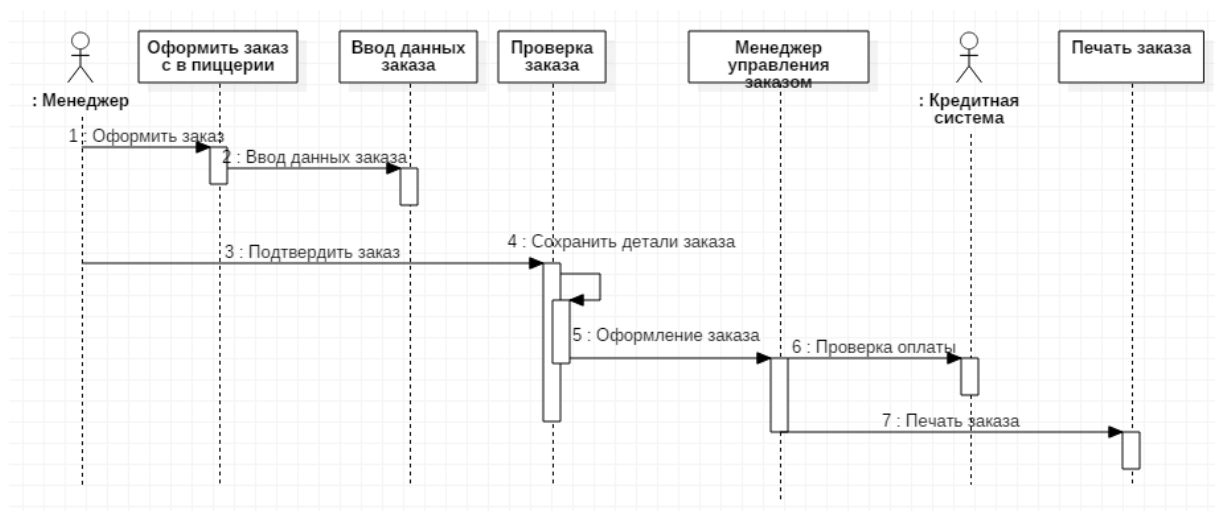 Оформить заказ
с в пиццерии
Ввод данных
заказа
Проверка
заказа
Менеджер
управления
заказом
Печать заказа
: Менеджер
: Кредитная
система
1 : Оформить заказ
2 : Ввод данных заказа
3 : Подтвердить заказ
4 : Сохранить детали заказа
5 : Оформление заказа
6 : Проверка оплаты
7 : Печать заказа